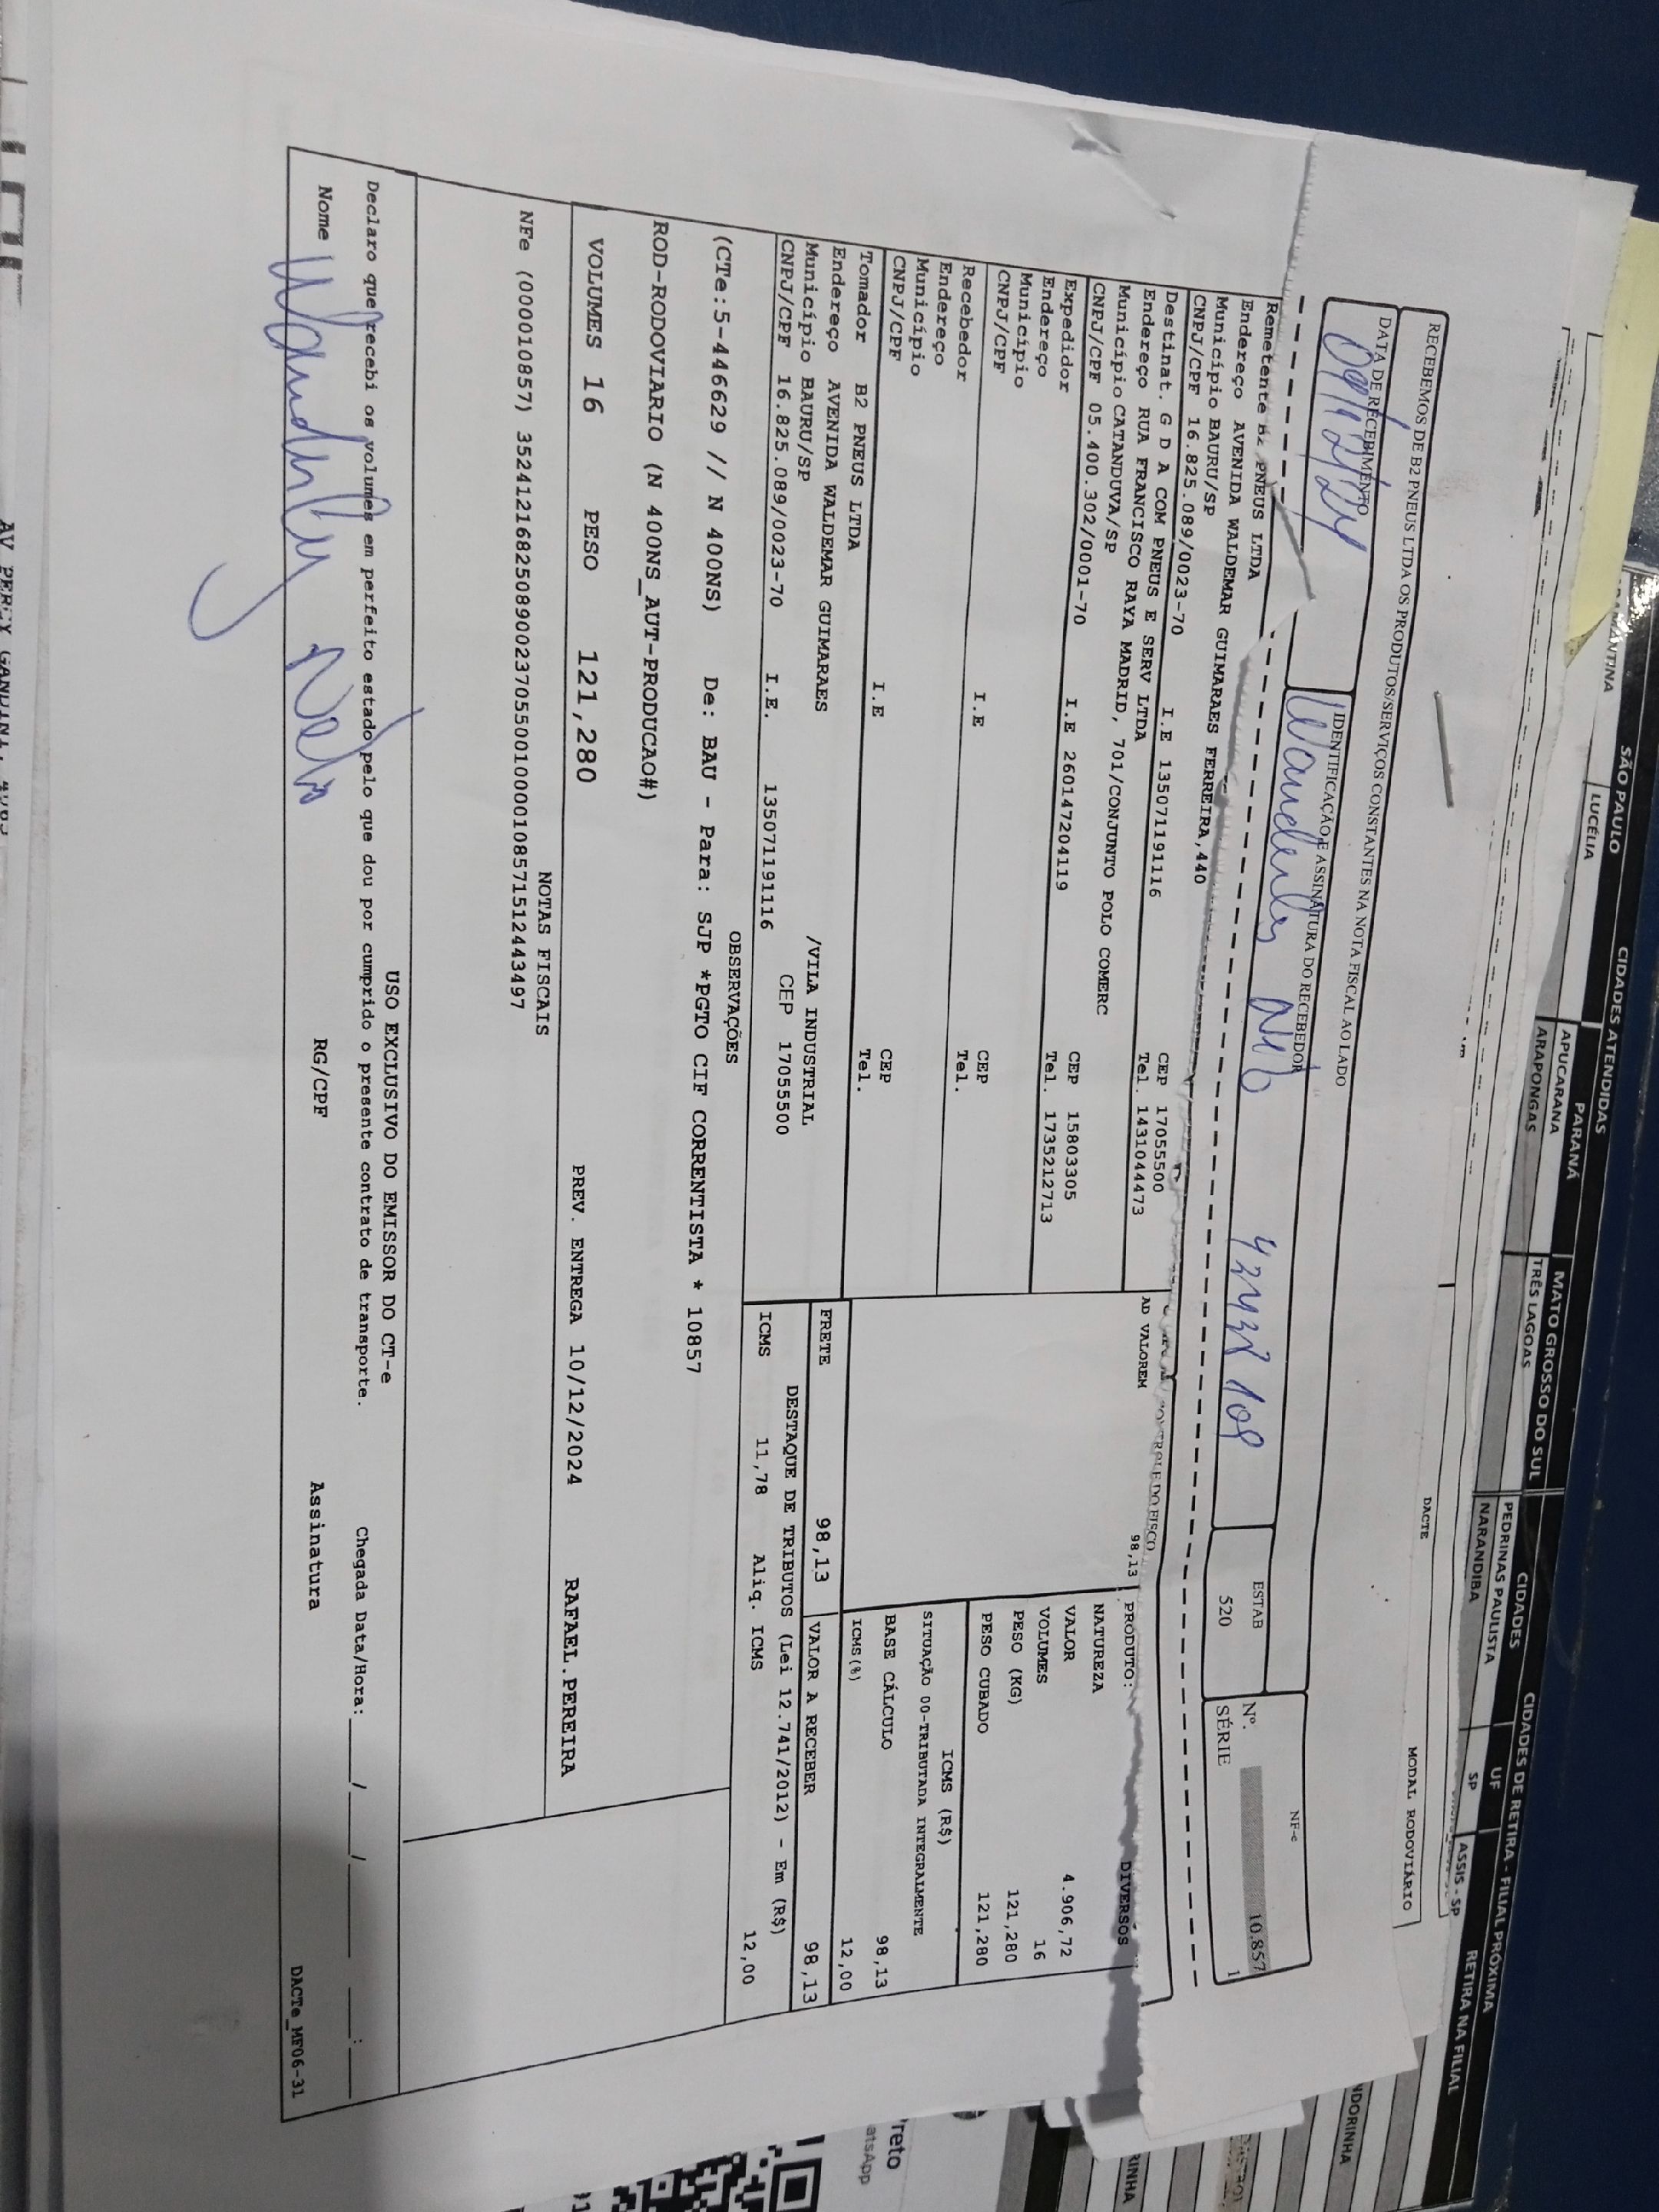 SÃO PAULO
CIDADES ATENDIDAS
PARANÁ
MATO GROSSO DO SUL
CIDADES
CIDADES DE RETIRA - FILIAL PRÓXIMA
LUCÉLIA
APUCARANA
ARAPONGAS
TRÊS LAGOAS
PEDRINAS PAULISTA
NARANDIBA
UF
SP
RETIRA NA FILIAL
ASSIS - SP
DACTE
MODAL RODOVIÁRIO
RECEBEMOS DE B2 PNEUS LTDA OS PRODUTOS/SERVIÇOS CONSTANTES NA NOTA FISCAL AO LADO
DATA DE RECEBIMENTO
IDENTIFICAÇÃO E ASSINATURA DO RECEBEDOR
ESTAB
520
NF-e
Nº. 10.857
SÉRIE 1
Remetente B2 PNEUS LTDA
Endereço AVENIDA WALDEMAR GUIMARAES FERREIRA,440
Município BAURU/SP CEP 17055500
CNPJ/CPF 16.825.089/0023-70 I.E 13507119116 Tel. 1431044473
Destinat. G D A COM PNEUS E SERV LTDA
Endereço RUA FRANCISCO RAYA MADRID, 701/CONJUNTO POLO COMERC
Município CATANDUVA/SP CEP 15803305
CNPJ/CPF 05.400.302/0001-70 I.E 260147204119 Tel. 1735212713
Expedidor
Endereço
Município CEP
CNPJ/CPF I.E Tel.
Recebedor
Endereço
Município CEP
CNPJ/CPF I.E Tel.
Tomador B2 PNEUS LTDA
Endereço AVENIDA WALDEMAR GUIMARAES /VILA INDUSTRIAL
Município BAURU/SP CEP 17055500
CNPJ/CPF 16.825.089/0023-70 I.E. 135071191116
AD VALOREM 98,13
FRETE 98,13
PRODUTO: DIVERSOS
NATUREZA
VALOR 4.906,72
VOLUMES 16
PESO (KG) 121,280
PESO CUBADO 121,280
ICMS (R$)
SITUAÇÃO 00-TRIBUTADA INTEGRALMENTE
BASE CÁLCULO 98,13
ICMS(%) 12,00
VALOR A RECEBER 98,13
DESTAQUE DE TRIBUTOS (Lei 12.741/2012) - Em (R$)
ICMS 11,78 Aliq. ICMS 12,00
OBSERVAÇÕES
(CTe:5-446629 // N 400NS) De: BAU - Para: SJP *PGTO CIF CORRENTISTA * 10857
ROD-RODOVIARIO (N 400NS_AUT-PRODUCAO#)
VOLUMES 16 PESO 121,280 PREV. ENTREGA 10/12/2024 RAFAEL.PEREIRA
NOTAS FISCAIS
NFe (000010857) 35241216825089002370550010000108571512443497
USO EXCLUSIVO DO EMISSOR DO CT-e
Declaro que recebi os volumes em perfeito estado pelo que dou por cumprido o presente contrato de transporte. Chegada Data/Hora: ___/___/____ ___:___
Nome RG/CPF Assinatura
DACTe_MF06-31